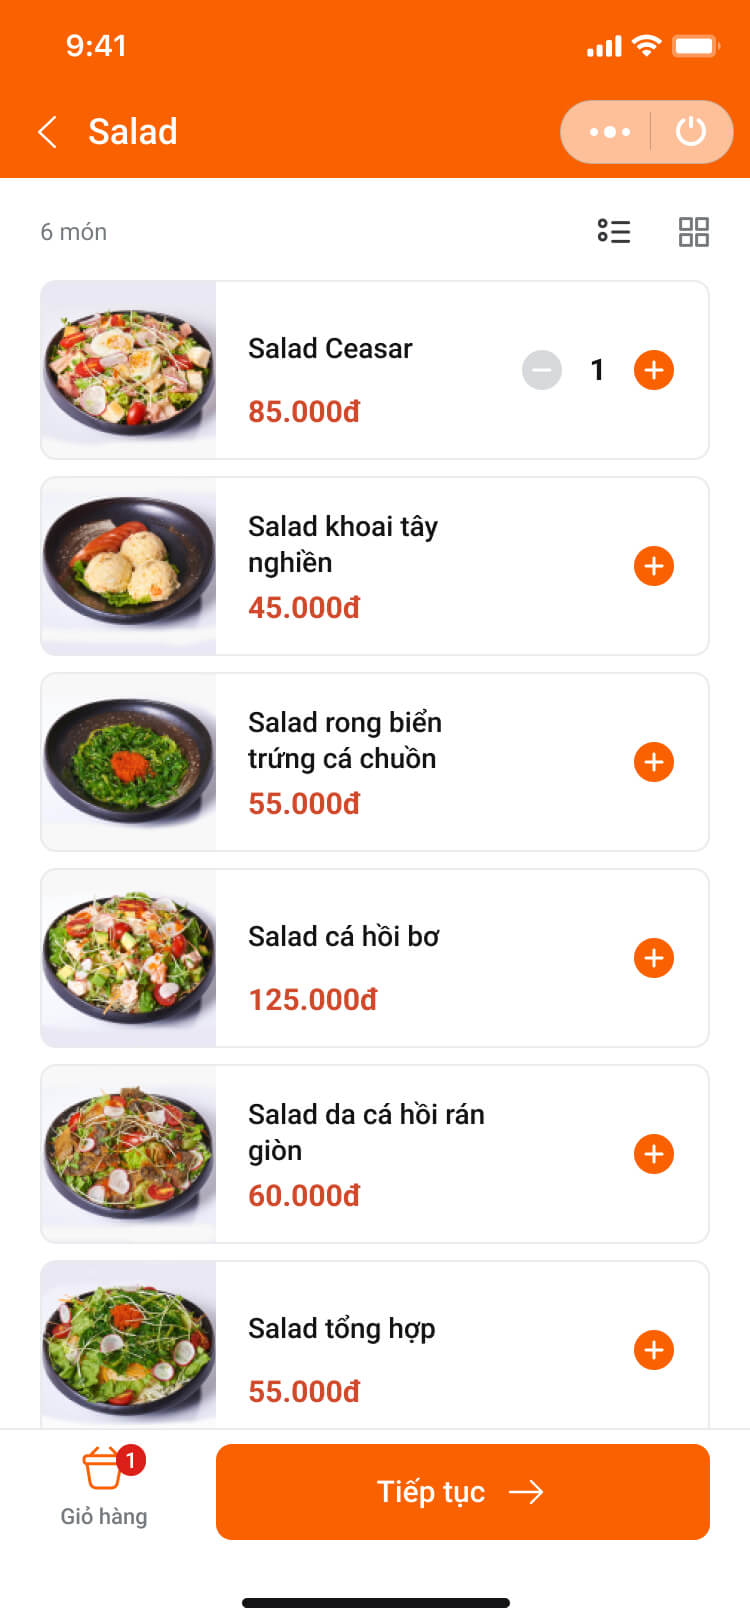 9:41
Salad
6 món
Salad Ceasar
1
85.000đ
Salad khoai tây
nghiền
45.000đ
Salad rong biển
trứng cá chuồn
55.000đ
Salad cá hồi bơ
125.000đ
Salad da cá hồi rán
giòn
60.000đ
Salad tổng hợp
55.000đ
1
Giỏ hàng
Tiếp tục